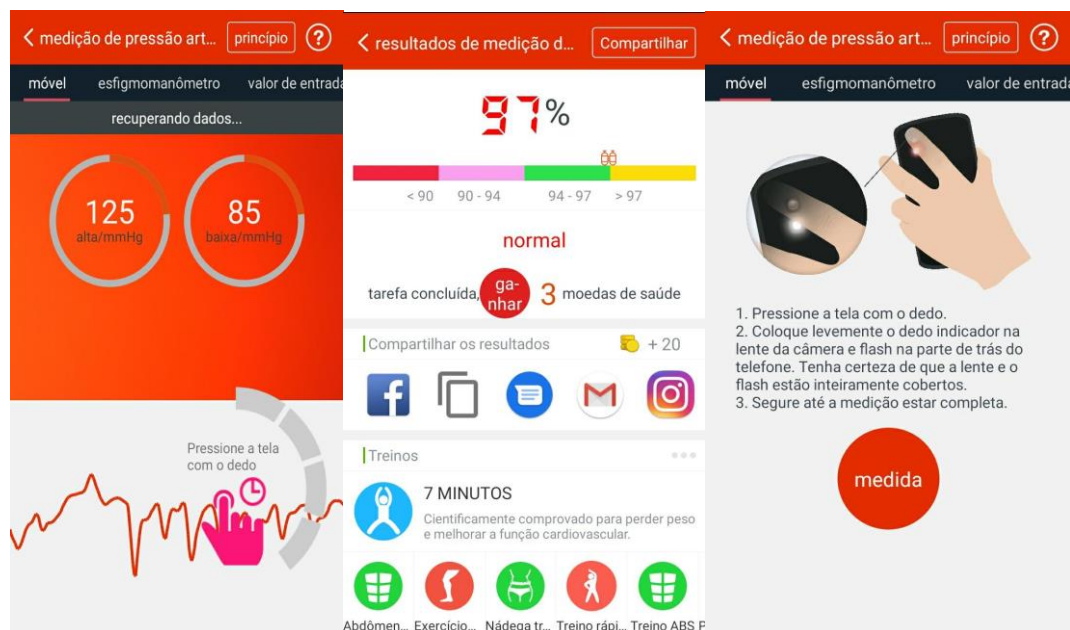 medição de pressão art... princípio ?
móvel esfigmomanômetro valor de entrada
recuperando dados...
125
alta/mmHg
85
baixa/mmHg
Pressione a tela
com o dedo
resultados de medição d... Compartilhar
97%
< 90 90 - 94 94 - 97 > 97
normal
tarefa concluída, ga-
nhar 3 moedas de saúde
Compartilhar os resultados + 20
Treinos
7 MINUTOS
Cientificamente comprovado para perder peso
e melhorar a função cardiovascular.
Abdômen... Exercício... Nádega tr... Treino rápi... Treino ABS P
medição de pressão art... princípio ?
móvel esfigmomanômetro valor de entrada
1. Pressione a tela com o dedo.
2. Coloque levemente o dedo indicador na
lente da câmera e flash na parte de trás do
telefone. Tenha certeza de que a lente e o
flash estão inteiramente cobertos.
3. Segure até a medição estar completa.
medida